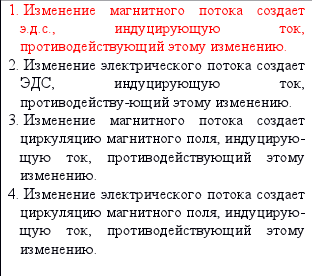 1. Изменение магнитного потока создает
э.д.с., индуцирующую ток,
противодействующий этому изменению.
2. Изменение электрического потока создает
ЭДС, индуцирующую ток,
противодейству-ющий этому изменению.
3. Изменение магнитного потока создает
циркуляцию магнитного поля, индуцирую-
щую ток, противодействующий этому
изменению.
4. Изменение электрического потока создает
циркуляцию магнитного поля, индуцирую-
щую ток, противодействующий этому
изменению.